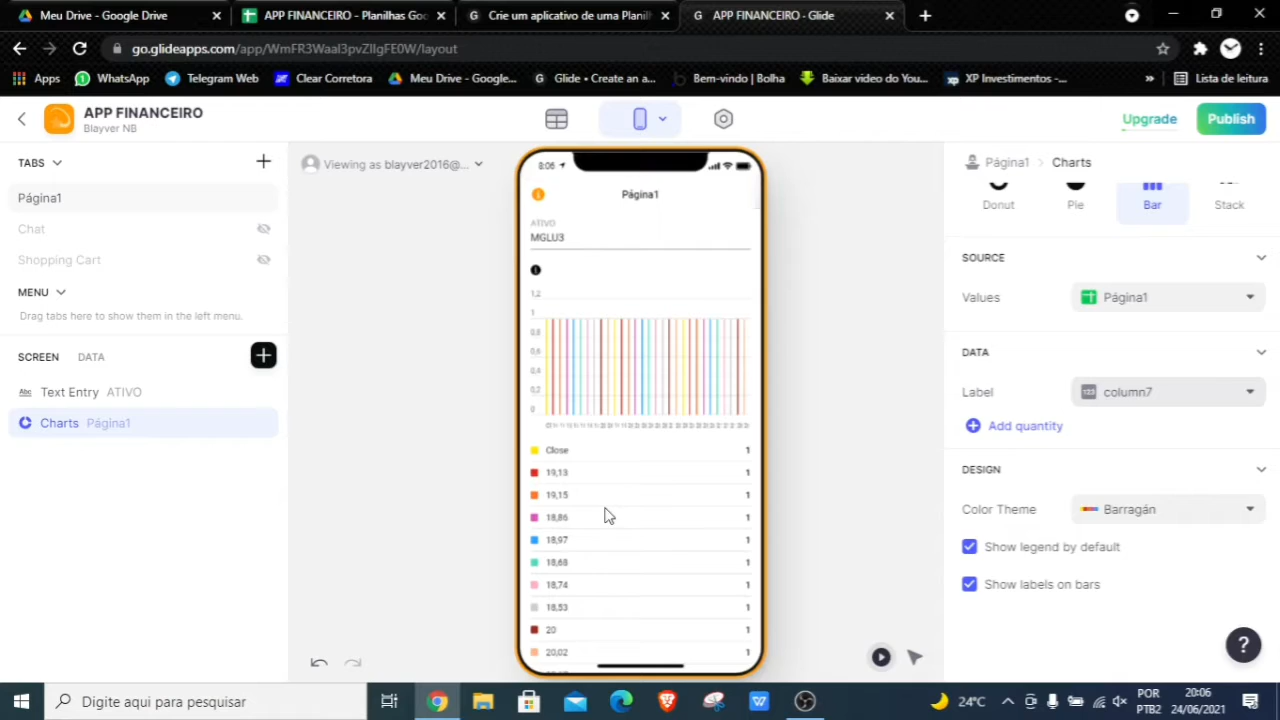 Meu Drive - Google Drive
APP FINANCEIRO - Planilhas Go
Crie um aplicativo de uma Planil
APP FINANCEIRO - Glide
go.glideapps.com/app/WmFR3Waal3pvZIlgFE0W/layout
Apps
WhatsApp
Telegram Web
Clear Corretora
Meu Drive - Google...
Glide • Create an a...
Bem-vindo | Bolha
Baixar video do You...
XP Investimentos -...
»
Lista de leitura
APP FINANCEIRO
Blayver NB
Upgrade
Publish
TABS
Página1
Chat
Shopping Cart
MENU
Drag tabs here to show them in the left menu.
SCREEN DATA
Text Entry ATIVO
Charts Página1
Viewing as blayver2016@...
8:06
Página1
ATIVO
MGLU3
1,2
1
0,8
0,6
0,4
0,2
0
Close 1
19,13 1
19,15 1
18,86 1
18,97 1
18,68 1
18,74 1
18,53 1
20 1
20,02 1
Página1 > Charts
Donut
Pie
Bar
Stack
SOURCE
Values Página1
DATA
Label column7
Add quantity
DESIGN
Color Theme Barragán
Show legend by default
Show labels on bars
?
Digite aqui para pesquisar
24°C
POR
PTB2
20:06
24/06/2021